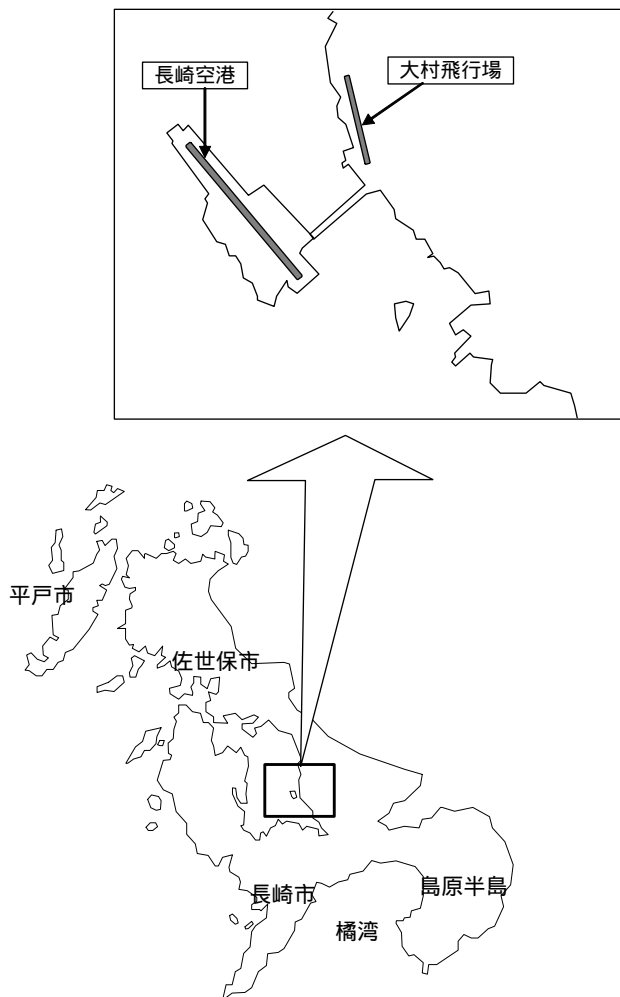 長崎空港
大村飛行場
平戸市
佐世保市
長崎市
島原半島
橘湾